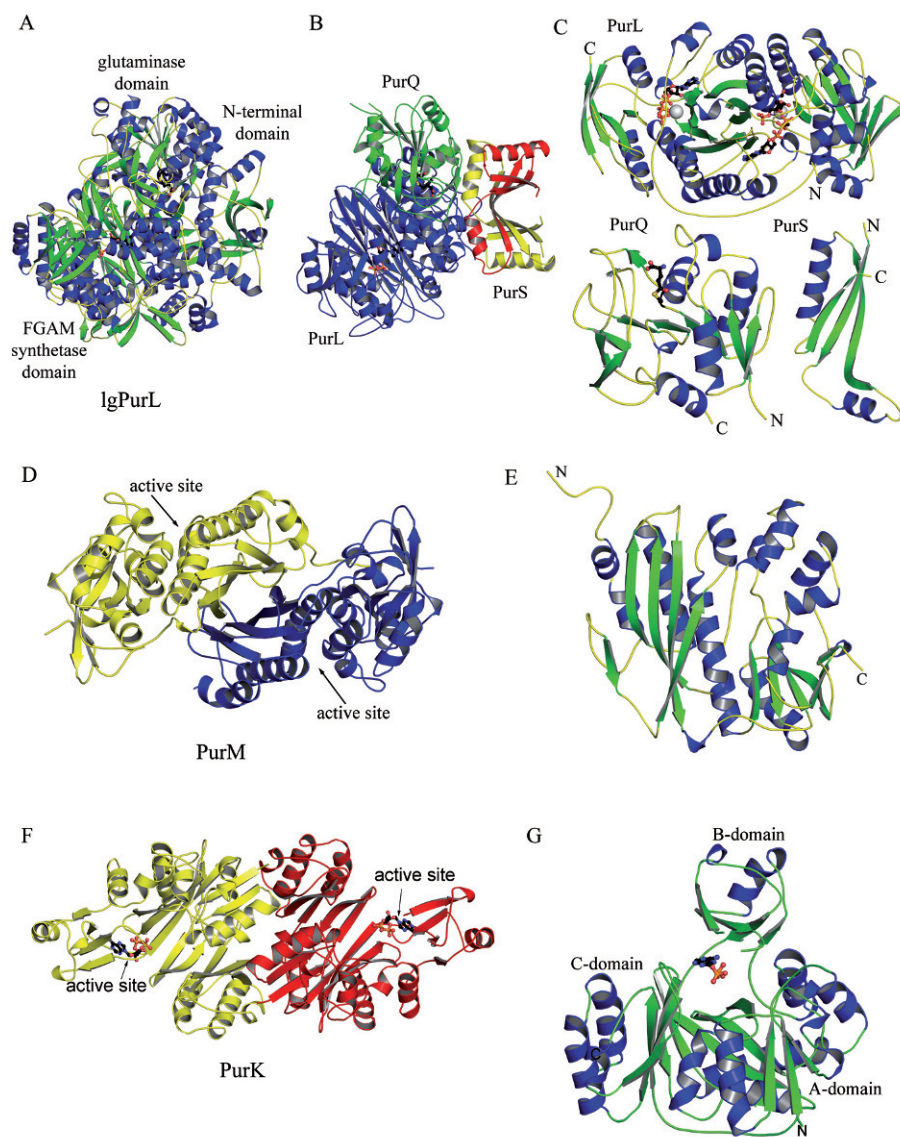 A
glutaminase
domain
N-terminal
domain
FGAM
synthetase
domain
lgPurL
B
PurQ
PurL
PurS
C
PurL
C
N
PurQ
C
N
PurS
N
C
D
active site
active site
PurM
E
N
C
F
active site
active site
PurK
G
B-domain
C-domain
C
A-domain
N